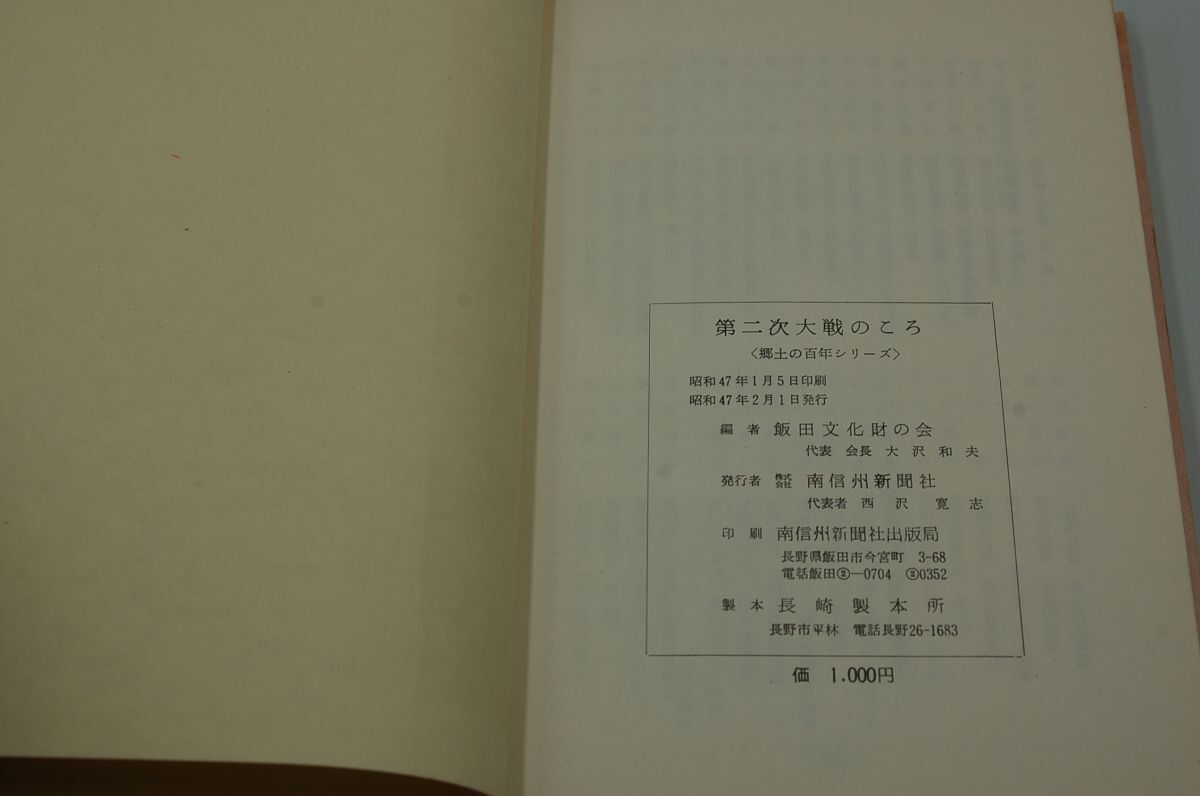 第二次大戦のころ
〈郷土の百年シリーズ〉
昭和47年1月5日印刷
昭和47年2月1日発行
編者 飯田文化財の会
代表 会長 大沢和夫
発行者 株式会社 南信州新聞社
代表者 西沢寛志
印刷 南信州新聞社出版局
長野県飯田市今宮町 3-68
電話飯田②―0704 ②0352
製本 長崎製本所
長野市平林 電話長野26-1683
価 1.000円